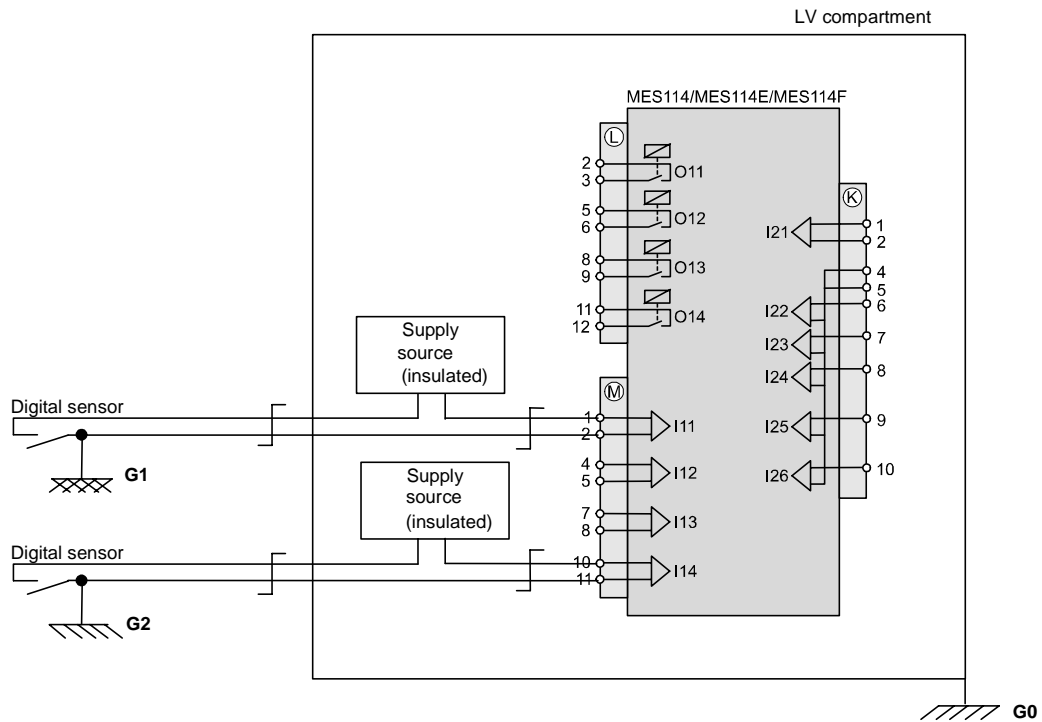 LV compartment
MES114/MES114E/MES114F
L
2
3
O11
5
6
O12
8
9
O13
11
12
O14
K
I21
1
2
4
5
6
I22
7
I23
8
I24
9
I25
10
I26
Supply
source
(insulated)
M
Digital sensor
1
2
I11
G1
4
5
I12
Supply
source
(insulated)
7
8
I13
Digital sensor
10
11
I14
G2
G0